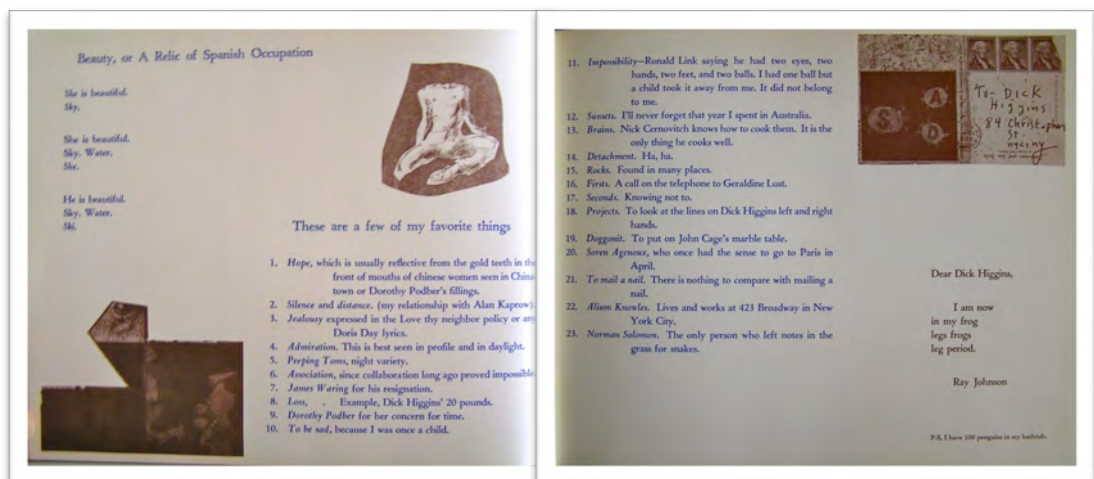 Beauty, or A Relic of Spanish Occupation
She is beautiful.
Sky.
She is beautiful.
Sky. Water.
She.
He is beautiful.
Sky. Water.
Ski.
These are a few of my favorite things
1. Hope, which is usually reflective from the gold teeth in the
front of mouths of chinese women seen in China-
town or Dorothy Podber's fillings.
2. Silence and distance. (my relationship with Alan Kaprow).
3. Jealousy expressed in the Love thy neighbor policy or any
Doris Day lyrics.
4. Admiration. This is best seen in profile and in daylight.
5. Peeping Toms, night variety.
6. Association, since collaboration long ago proved impossible.
7. James Waring for his resignation.
8. Loss, . Example, Dick Higgins' 20 pounds.
9. Dorothy Podber for her concern for time.
10. To be sad, because I was once a child.
11. Impossibility—Ronald Link saying he had two eyes, two
hands, two feet, and two balls. I had one ball but
a child took it away from me. It did not belong
to me.
12. Sunsets. I'll never forget that year I spent in Australia.
13. Brains. Nick Cernovitch knows how to cook them. It is the
only thing he cooks well.
14. Detachment. Ha, ha.
15. Rocks. Found in many places.
16. Firsts. A call on the telephone to Geraldine Lust.
17. Seconds. Knowing not to.
18. Projects. To look at the lines on Dick Higgins left and right
hands.
19. Doggonit. To put on John Cage's marble table.
20. Soren Agenoux, who once had the sense to go to Paris in
April.
21. To mail a nail. There is nothing to compare with mailing a
nail.
22. Alison Knowles. Lives and works at 423 Broadway in New
York City.
23. Norman Solomon. The only person who left notes in the
grass for snakes.
A
S
D
To- Dick
Higgins
84 Christopher
St.
nyc, ny
Dear Dick Higgins,
I am now
in my frog
legs frogs
leg period.
Ray Johnson
P.S. I have 100 penguins in my bathtub.